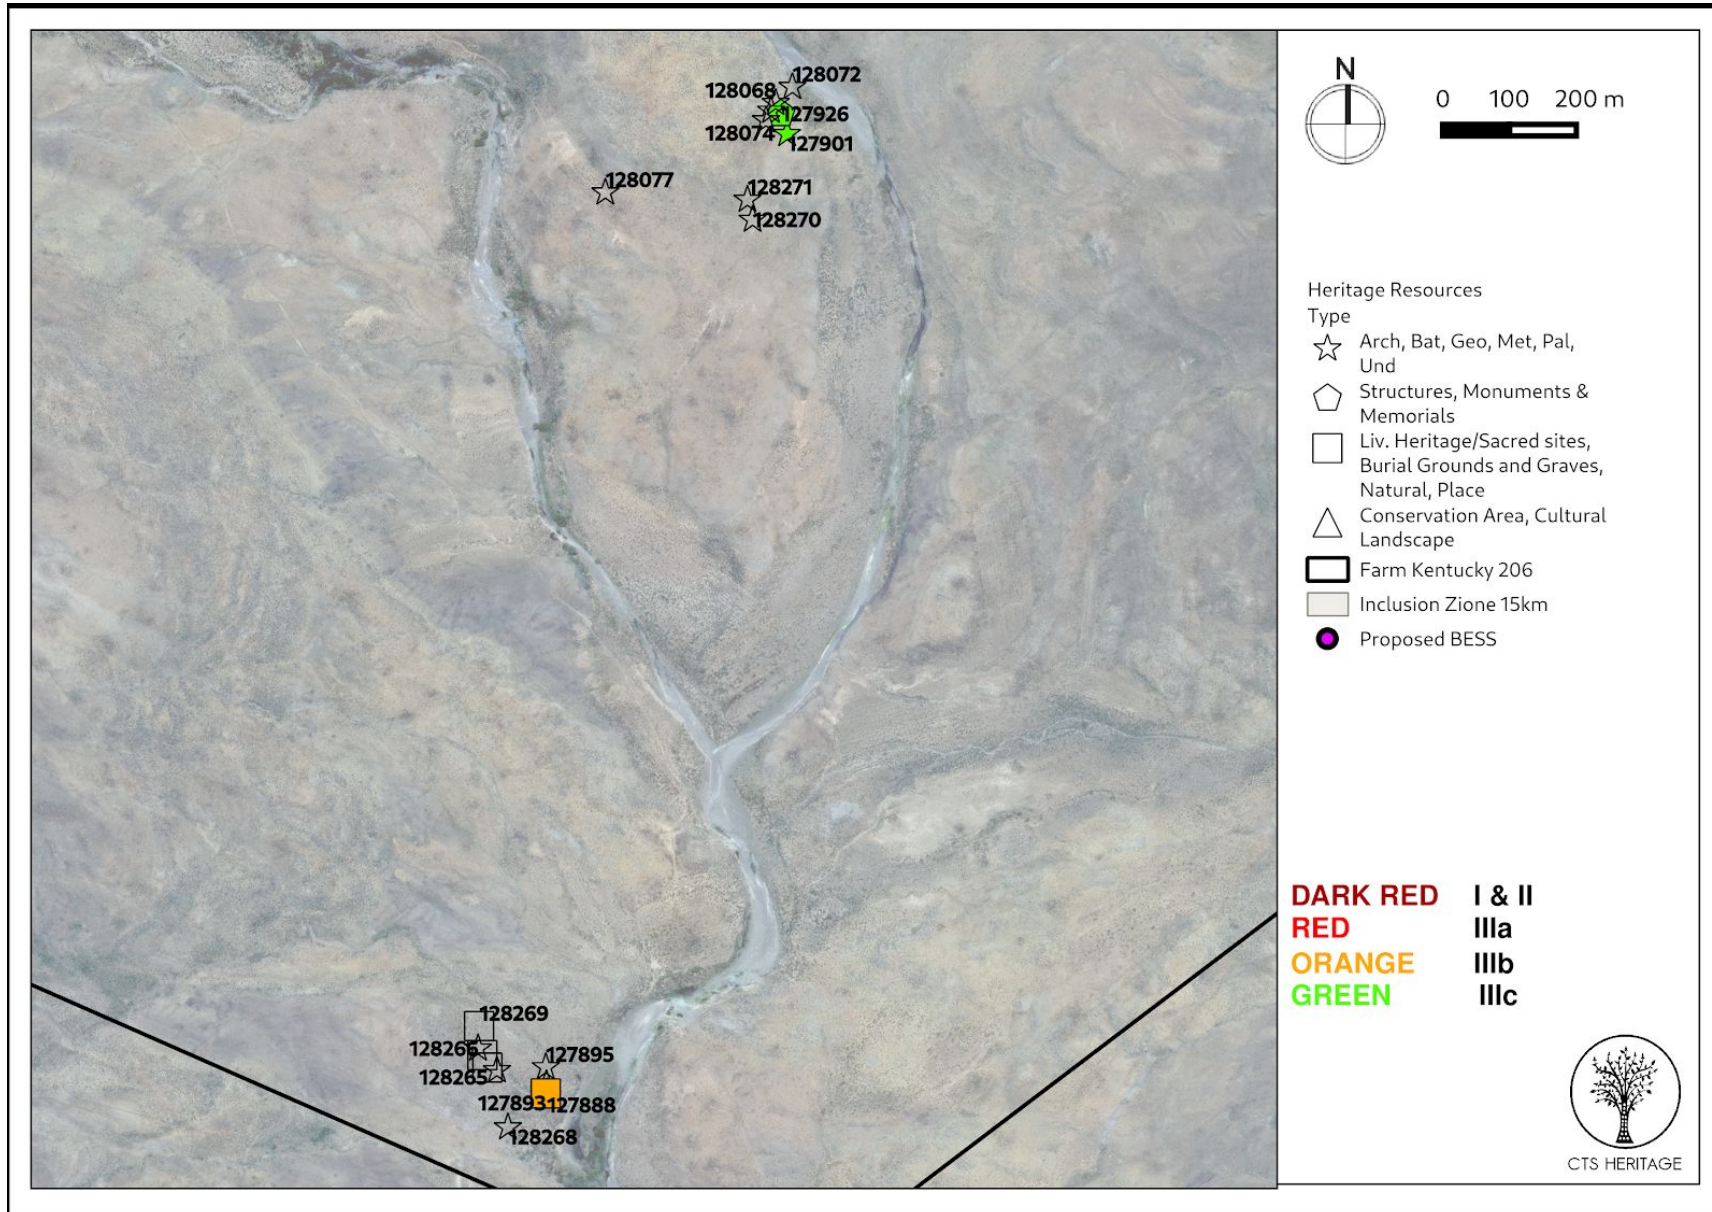 128072
128068
127926
128074
127901
128077
128271
128270
128269
128266
127895
128265
127893
127888
128268
N
0 100 200 m
Heritage Resources
Type
Arch, Bat, Geo, Met, Pal,
Und
Structures, Monuments &
Memorials
Liv. Heritage/Sacred sites,
Burial Grounds and Graves,
Natural, Place
Conservation Area, Cultural
Landscape
Farm Kentucky 206
Inclusion Zione 15km
Proposed BESS
DARK RED I & II
RED IIIa
ORANGE IIIb
GREEN IIIc
CTS HERITAGE